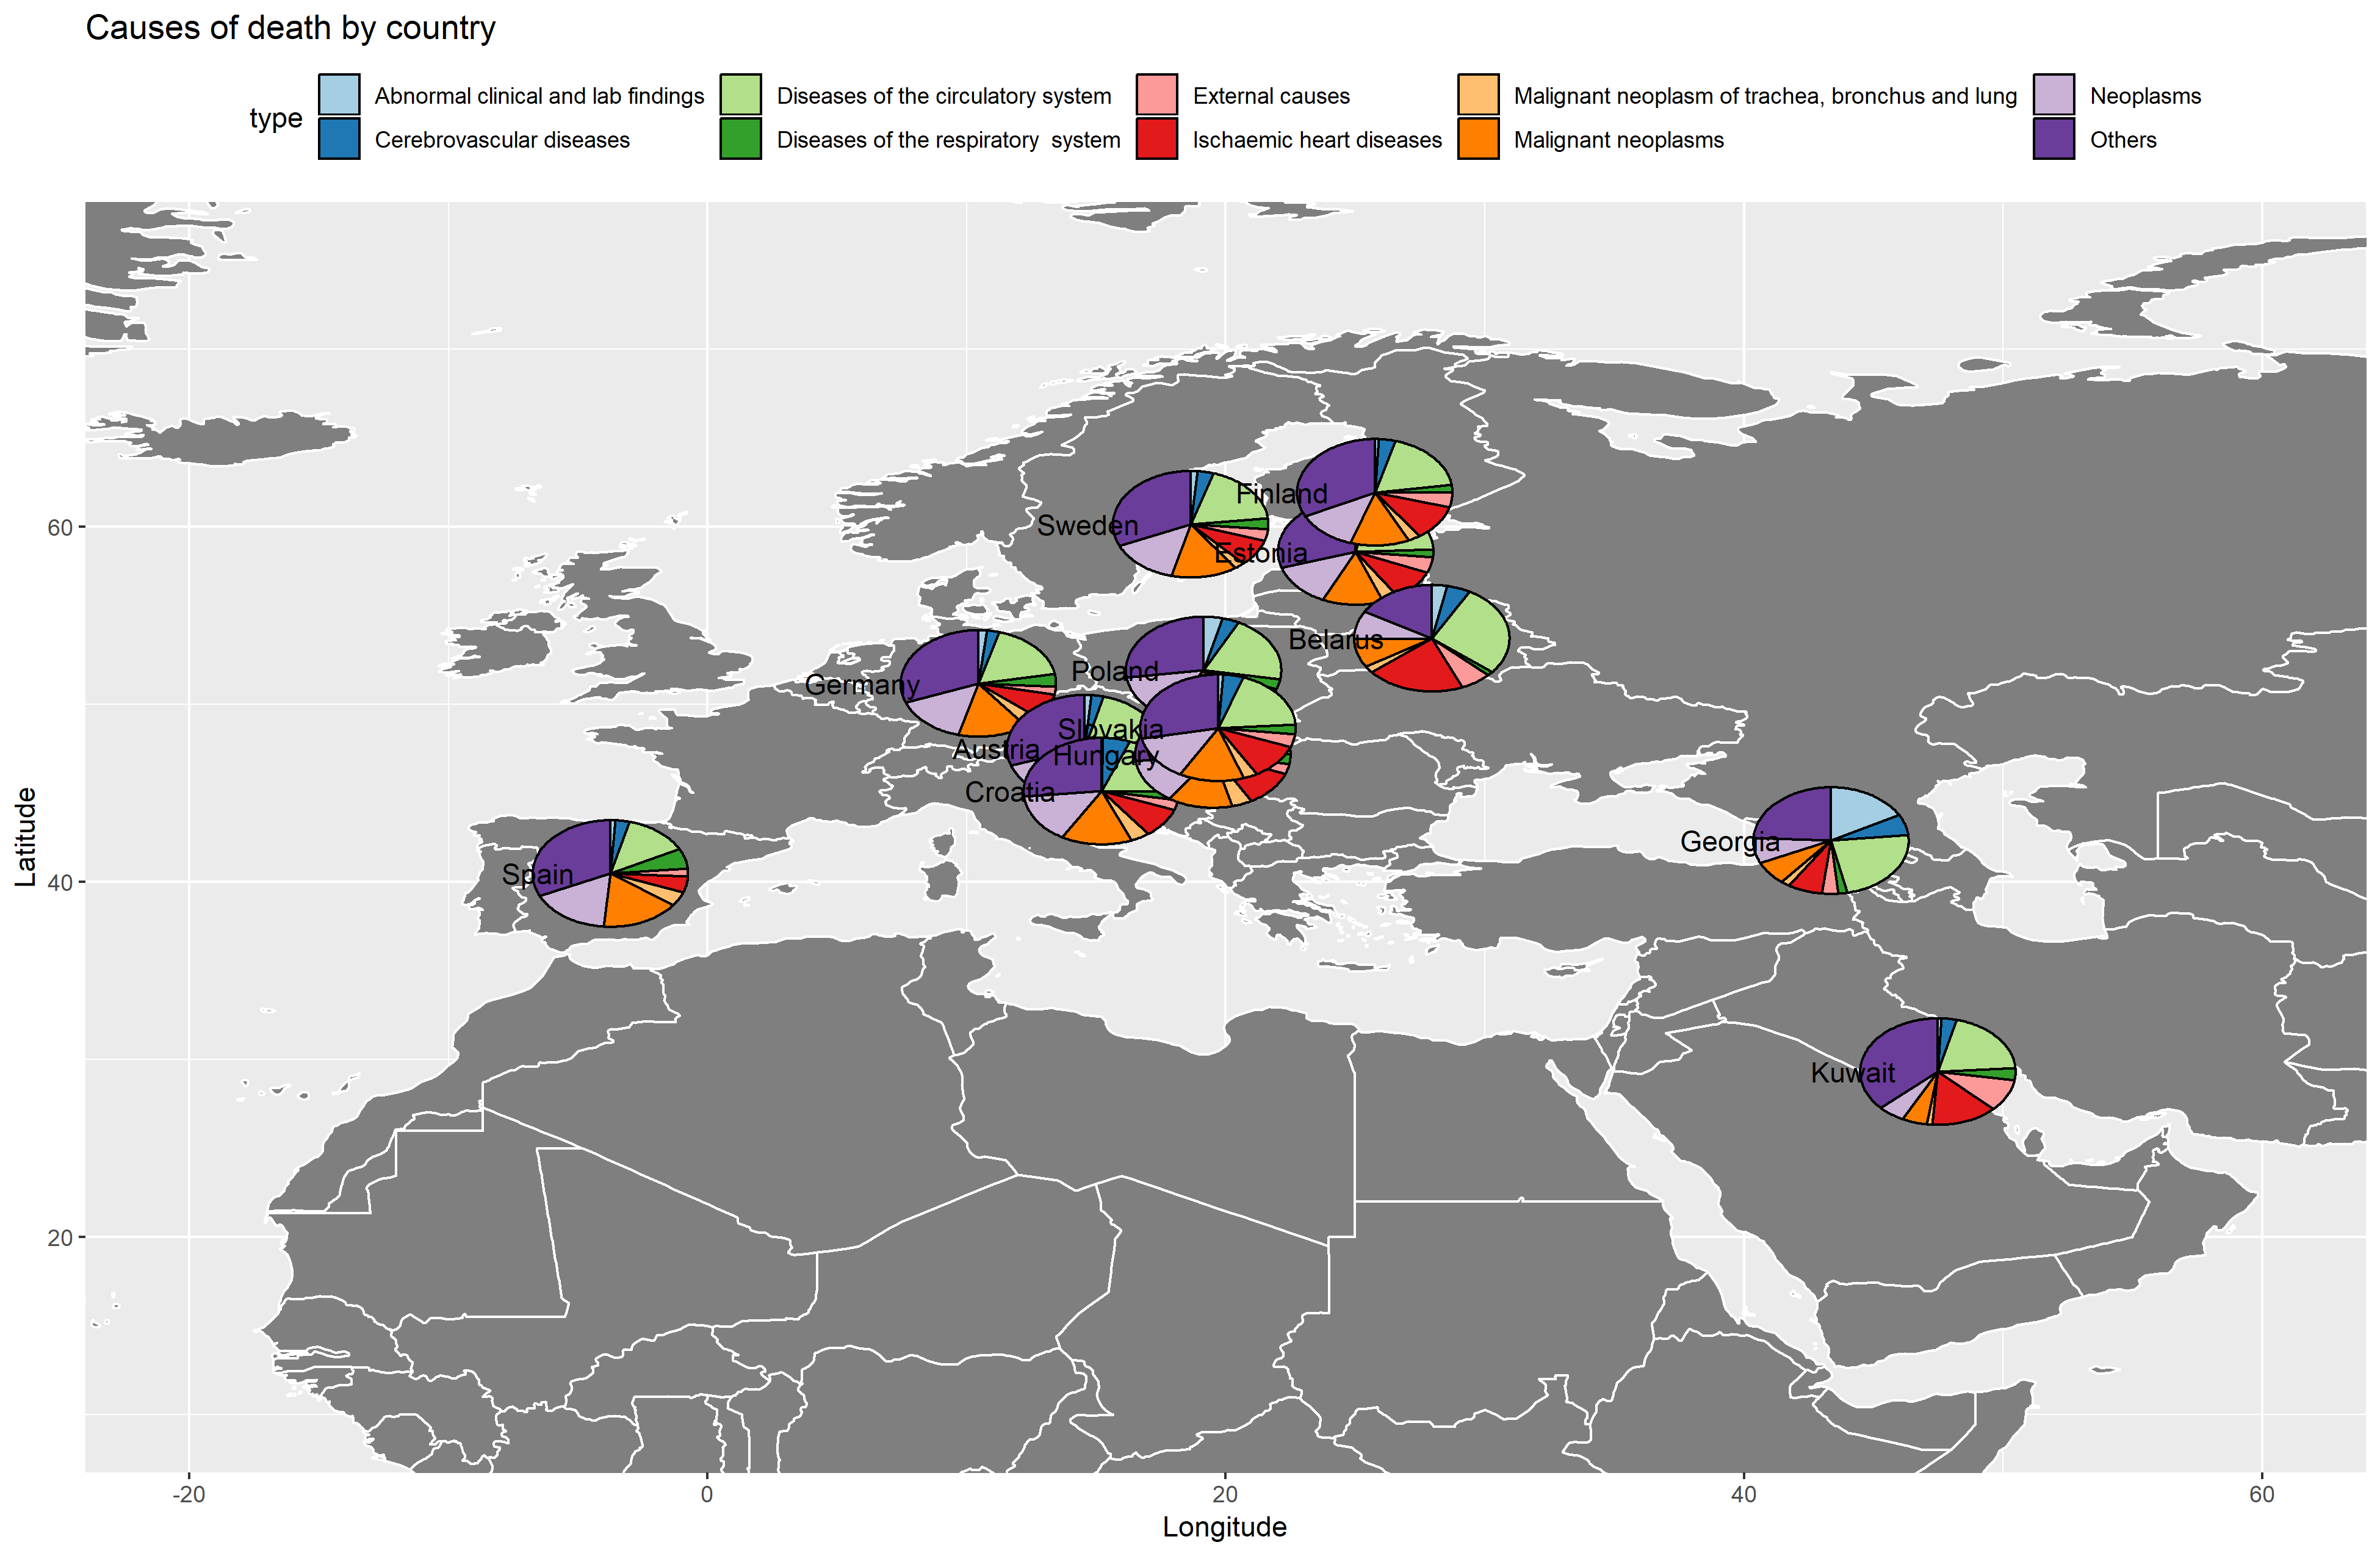 Causes of death by country
type
Abnormal clinical and lab findings
Diseases of the circulatory system
External causes
Malignant neoplasm of trachea, bronchus and lung
Neoplasms
Cerebrovascular diseases
Diseases of the respiratory  system
Ischaemic heart diseases
Malignant neoplasms
Others
Finland
Sweden
Estonia
Belarus
Poland
Germany
Slovakia
Austria
Hungary
Croatia
Georgia
Spain
Kuwait
60
40
20
Latitude
-20
0
20
40
60
Longitude